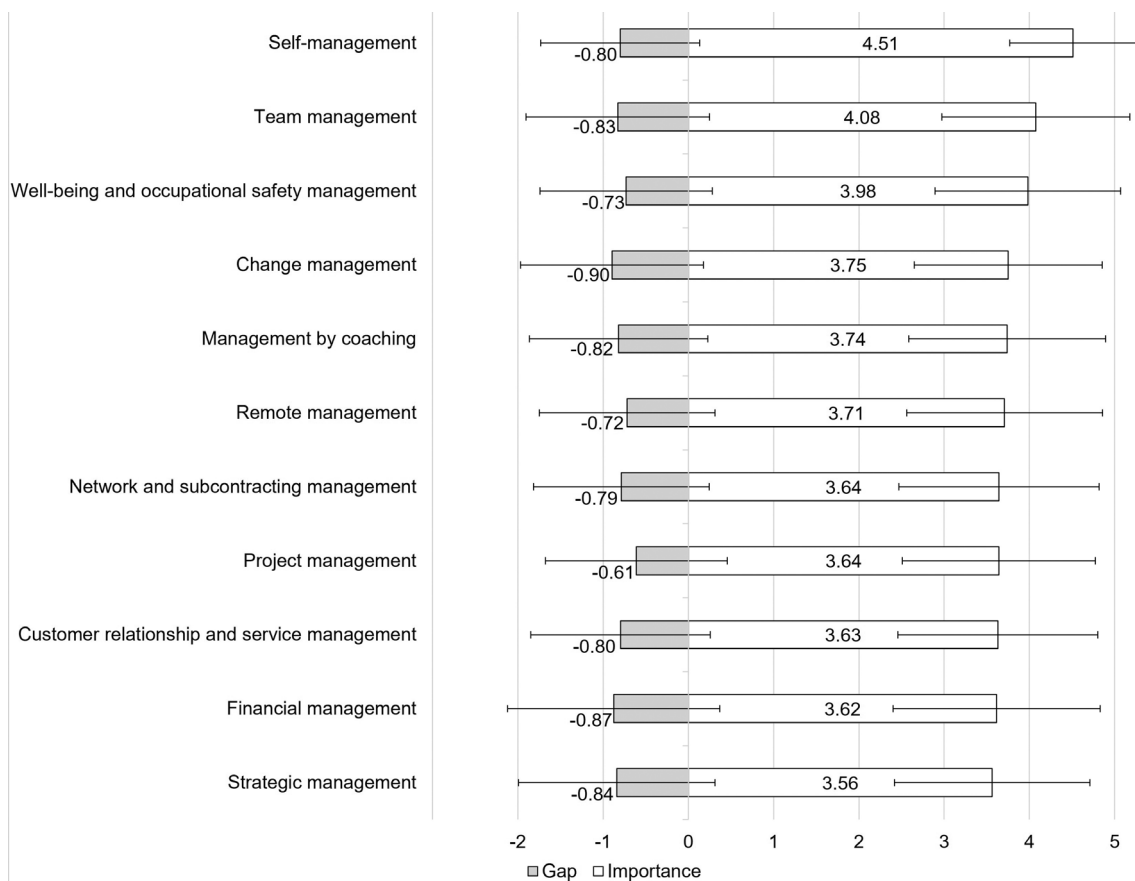 Self-management
-0.80
4.51
Team management
-0.83
4.08
Well-being and occupational safety management
-0.73
3.98
Change management
-0.90
3.75
Management by coaching
-0.82
3.74
Remote management
-0.72
3.71
Network and subcontracting management
-0.79
3.64
Project management
-0.61
3.64
Customer relationship and service management
-0.80
3.63
Financial management
-0.87
3.62
Strategic management
-0.84
3.56
-2 -1 0 1 2 3 4 5
Gap Importance